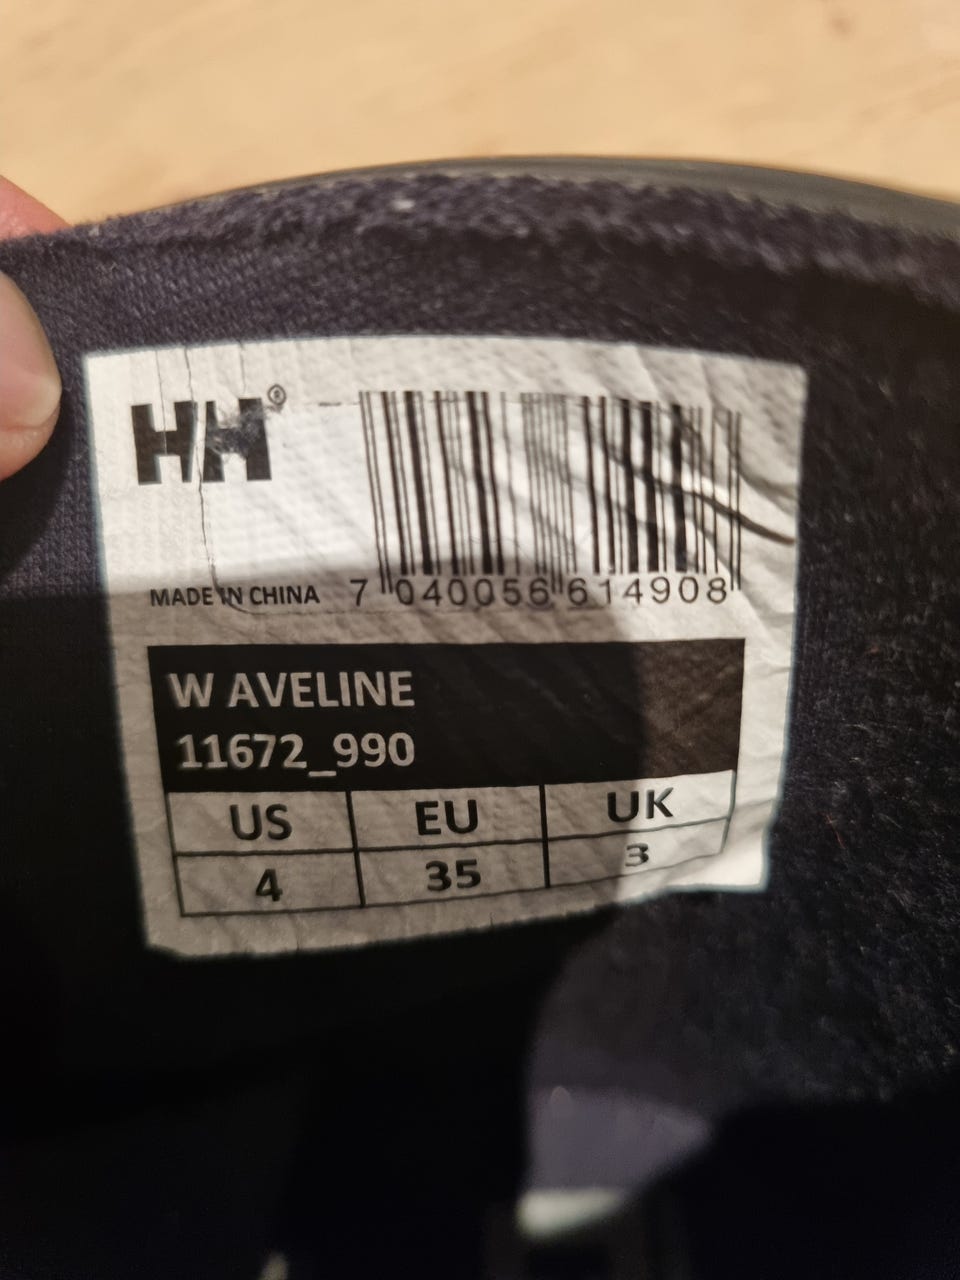 HH®
MADE IN CHINA
7 040056 614908
W AVELINE
11672_990
US EU UK
4 35 3